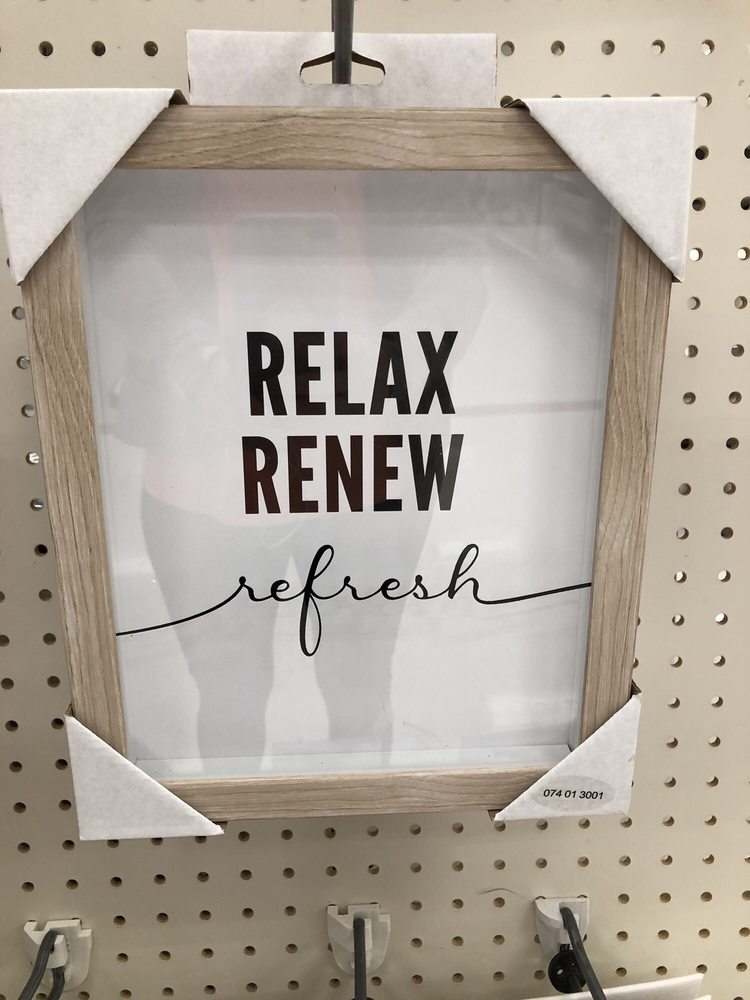 RELAX
RENEW
refresh
074 01 3001